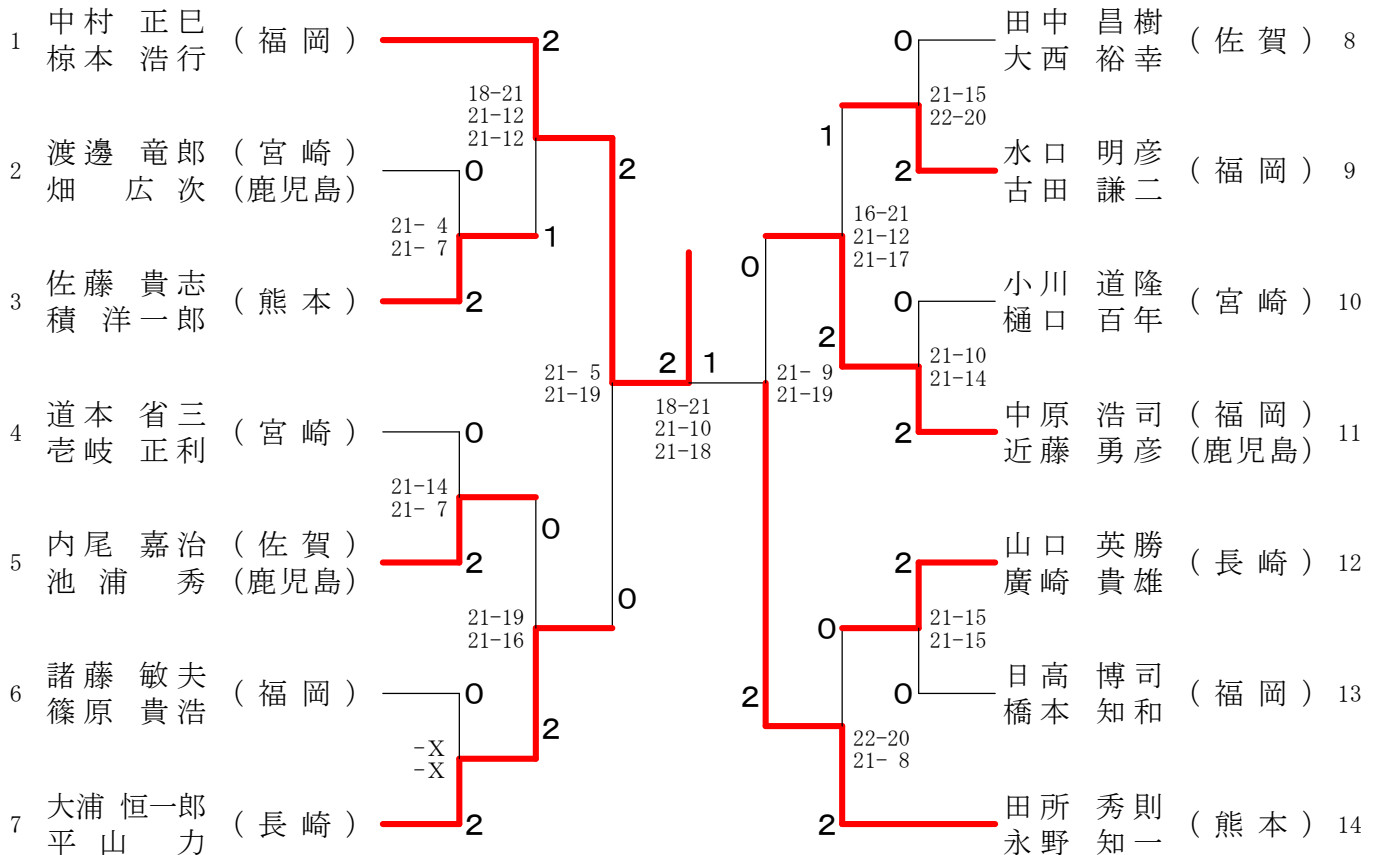 1 中村 正巳 (福岡)
椋本 浩行
2
18-21
21-12
21-12
2 渡邊 竜郎 (宮崎)
畑 広次 (鹿児島)
0
2
21- 4
21- 7
1
3 佐藤 貴志 (熊本)
積 洋一郎
2
21- 5
21-19
4 道本 省三 (宮崎)
壱岐 正利
0
21-14
21- 7
0
5 内尾 嘉治 (佐賀)
池浦 秀 (鹿児島)
2
0
21-19
21-16
6 諸藤 敏夫 (福岡)
篠原 貴浩
0
2
-X
-X
7 大浦 恒一郎 (長崎)
平山 力
2
2 1
18-21
21-10
21-18
0
田中 昌樹 (佐賀) 8
大西 裕幸
21-15
22-20
1
2
水口 明彦 (福岡) 9
古田 謙二
16-21
21-12
21-17
0
0
小川 道隆 (宮崎) 10
樋口 百年
2
21-10
21-14
21- 9
21-19
2
中原 浩司 (福岡) 11
近藤 勇彦 (鹿児島)
2
山口 英勝 (長崎) 12
廣崎 貴雄
21-15
21-15
0
0
日高 博司 (福岡) 13
橋本 知和
2
22-20
21- 8
2
田所 秀則 (熊本) 14
永野 知一